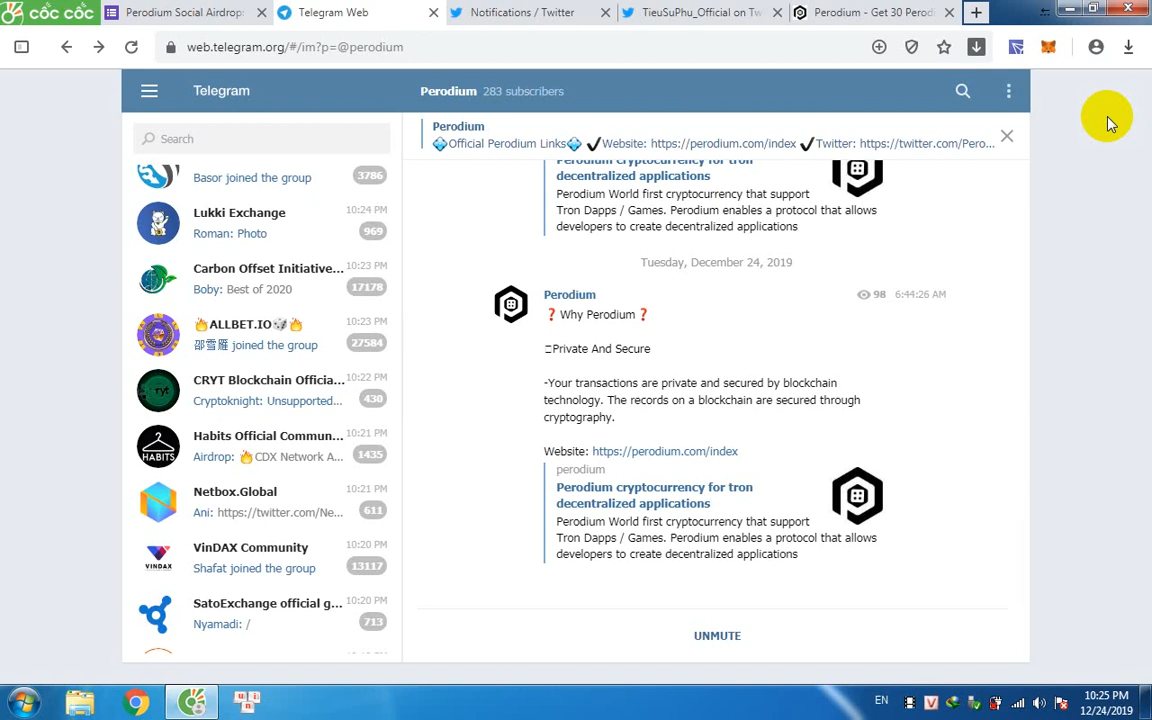 cốc cốc
Perodium Social Airdrop
Telegram Web
Notifications / Twitter
TieuSuPhu_Official on Tw
Perodium - Get 30 Perodi
web.telegram.org/#/im?p=@perodium
Telegram
Perodium 283 subscribers
Search
Perodium
Official Perodium Links ✔Website: https://perodium.com/index ✔Twitter: https://twitter.com/Pero...
Basor joined the group 3786
Lukki Exchange 10:24 PM
Roman: Photo 969
Carbon Offset Initiative... 10:23 PM
Boby: Best of 2020 17178
🔥ALLBET.IO🎲🔥 10:23 PM
邵雪雁 joined the group 27584
CRYT Blockchain Officia... 10:22 PM
Cryptoknight: Unsupported... 430
cryt
Habits Official Commun... 10:21 PM
Airdrop: 🔥CDX Network A... 1435
HABITS
Netbox.Global 10:21 PM
Ani: https://twitter.com/Ne... 611
VinDAX Community 10:20 PM
Shafat joined the group 13117
VINDAX
SatoExchange official g... 10:20 PM
Nyamadi: / 713
Perodium cryptocurrency for tron
decentralized applications
Perodium World first cryptocurrency that support
Tron Dapps / Games. Perodium enables a protocol that allows
developers to create decentralized applications
Tuesday, December 24, 2019
Perodium 98 6:44:26 AM
❓Why Perodium❓
Private And Secure
-Your transactions are private and secured by blockchain
technology. The records on a blockchain are secured through
cryptography.
Website: https://perodium.com/index
perodium
Perodium cryptocurrency for tron
decentralized applications
Perodium World first cryptocurrency that support
Tron Dapps / Games. Perodium enables a protocol that allows
developers to create decentralized applications
UNMUTE
EN
10:25 PM
12/24/2019